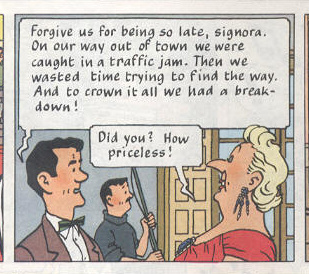 Forgive us for being so late, signora.
On our way out of town we were
caught in a traffic jam. Then we
wasted time trying to find the way.
And to crown it all we had a break-
down!
Did you? How
priceless!